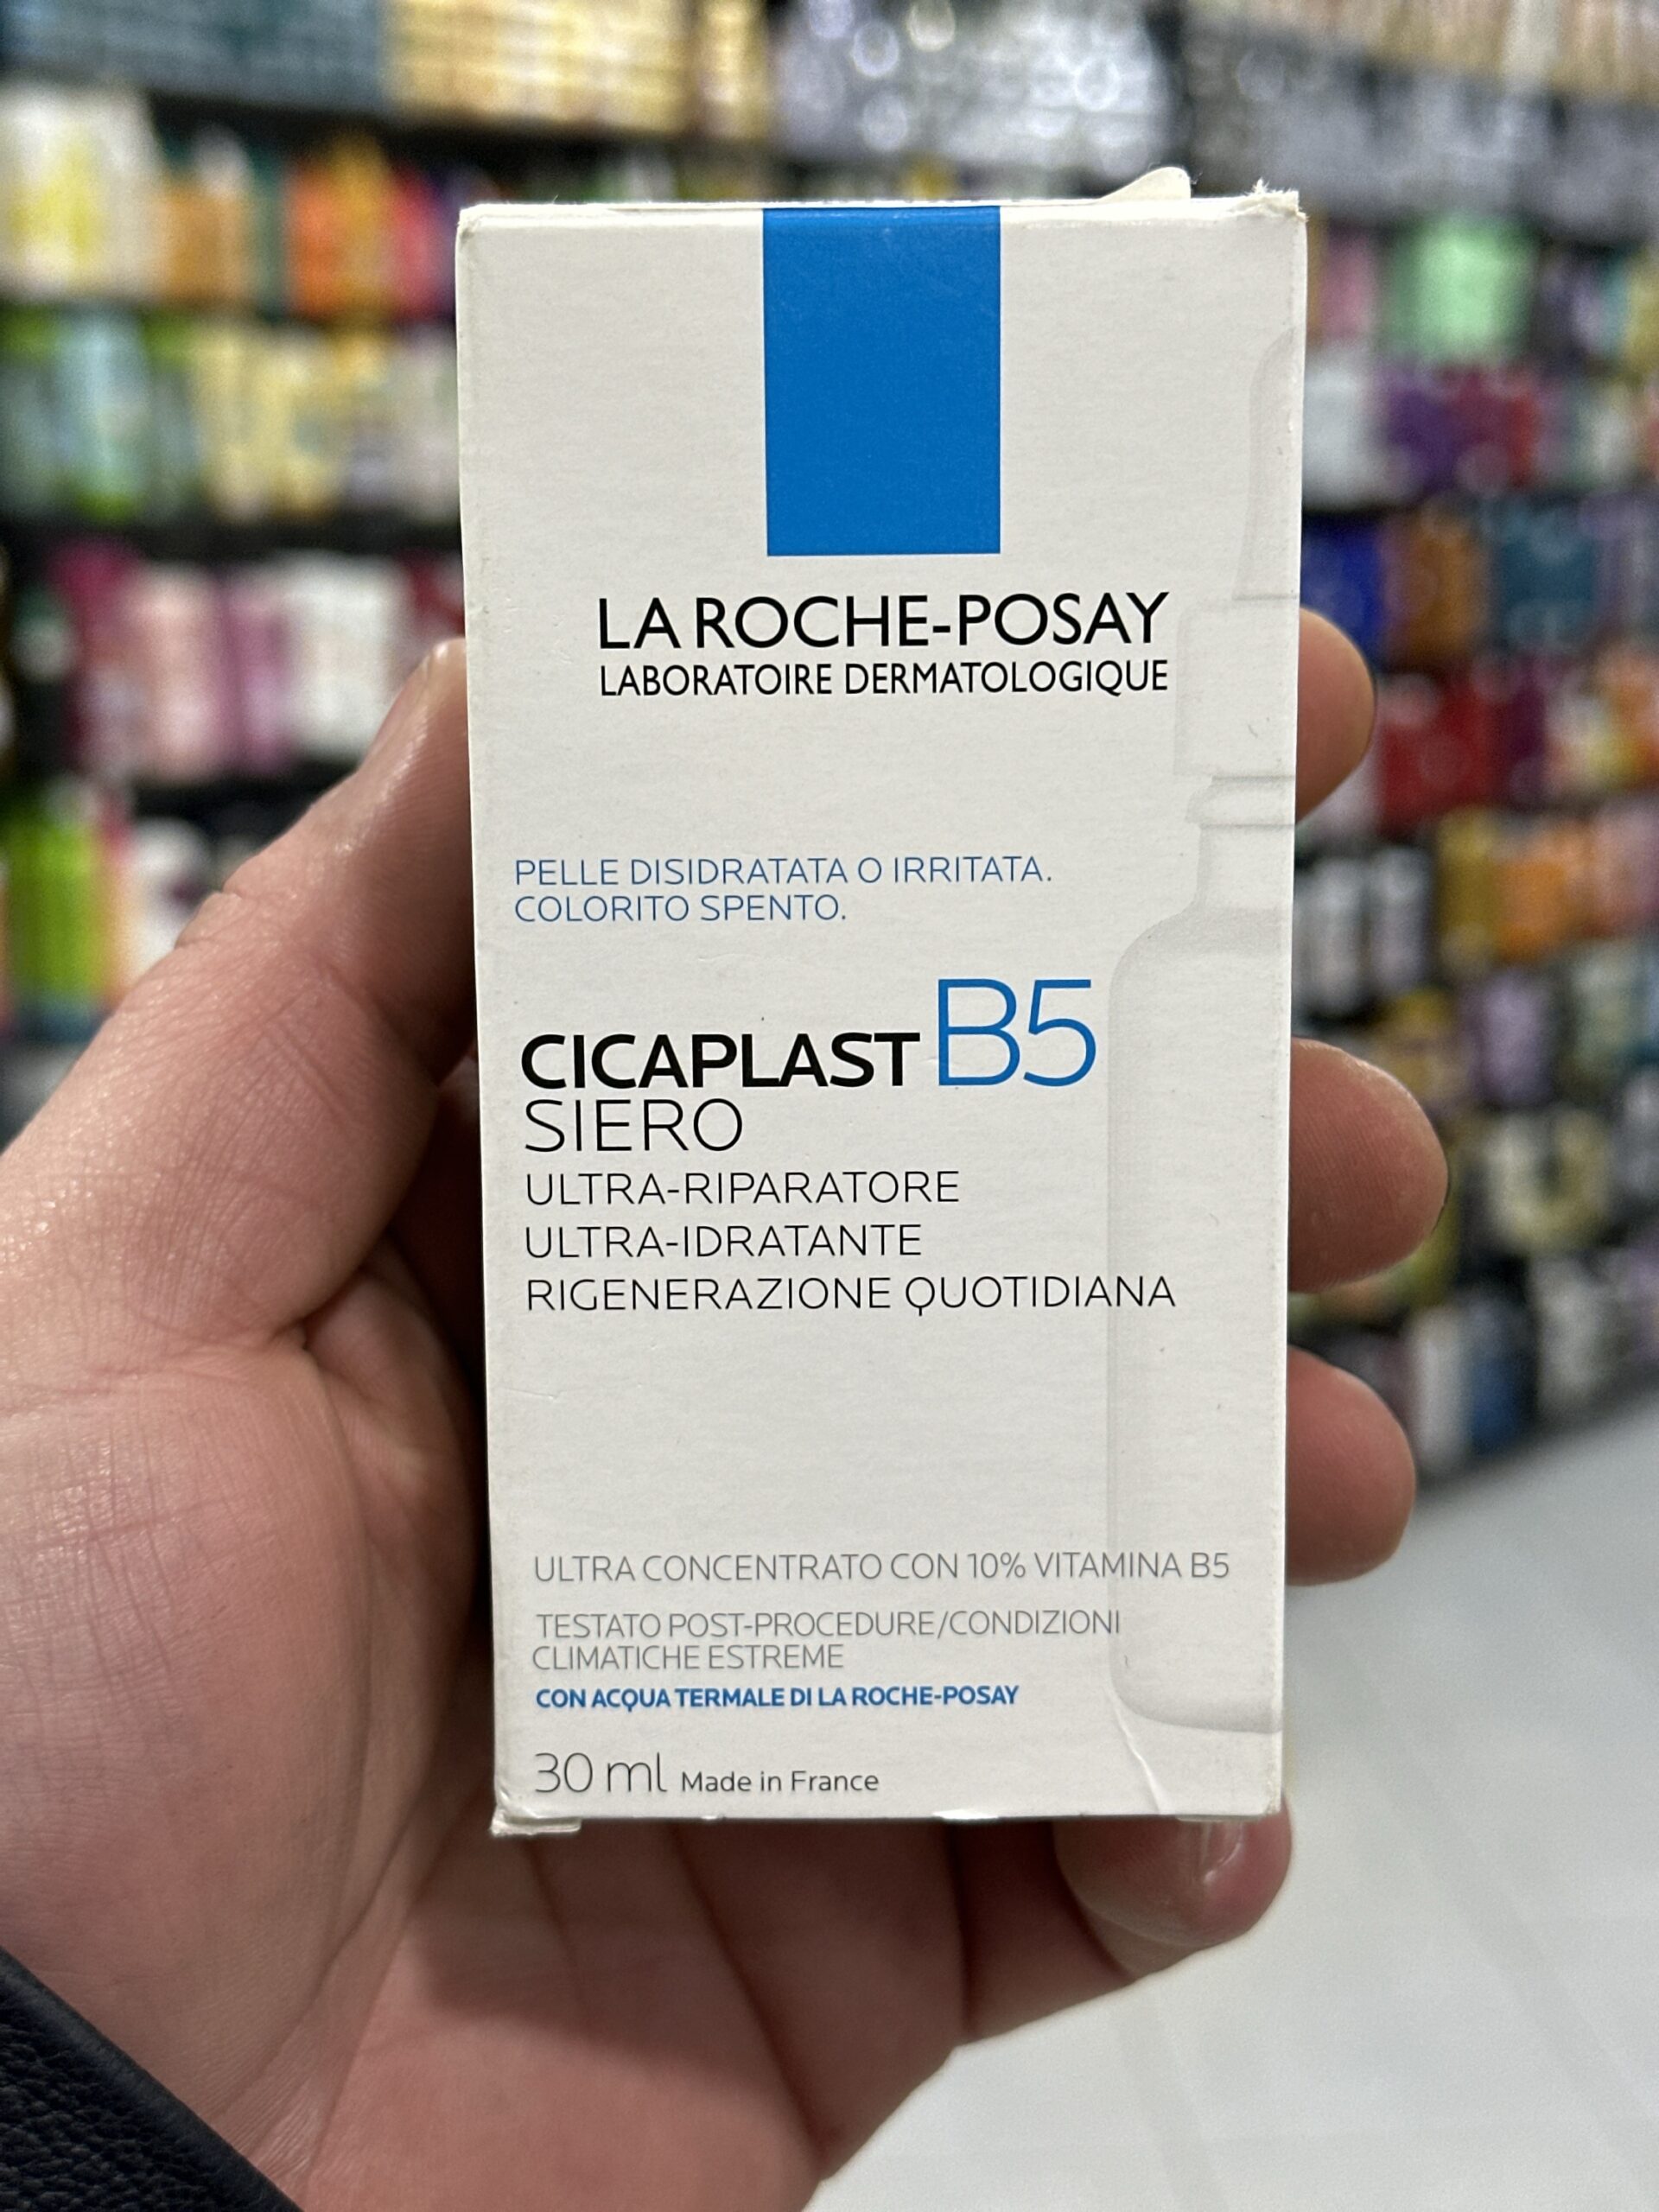 LA ROCHE-POSAY
LABORATOIRE DERMATOLOGIQUE
PELLE DISIDRATATA O IRRITATA.
COLORITO SPENTO.
CICAPLAST B5
SIERO
ULTRA-RIPARATORE
ULTRA-IDRATANTE
RIGENERAZIONE QUOTIDIANA
ULTRA CONCENTRATO CON 10% VITAMINA B5
TESTATO POST-PROCEDURE/CONDIZIONI
CLIMATICHE ESTREME
CON ACQUA TERMALE DI LA ROCHE-POSAY
30 ml Made in France